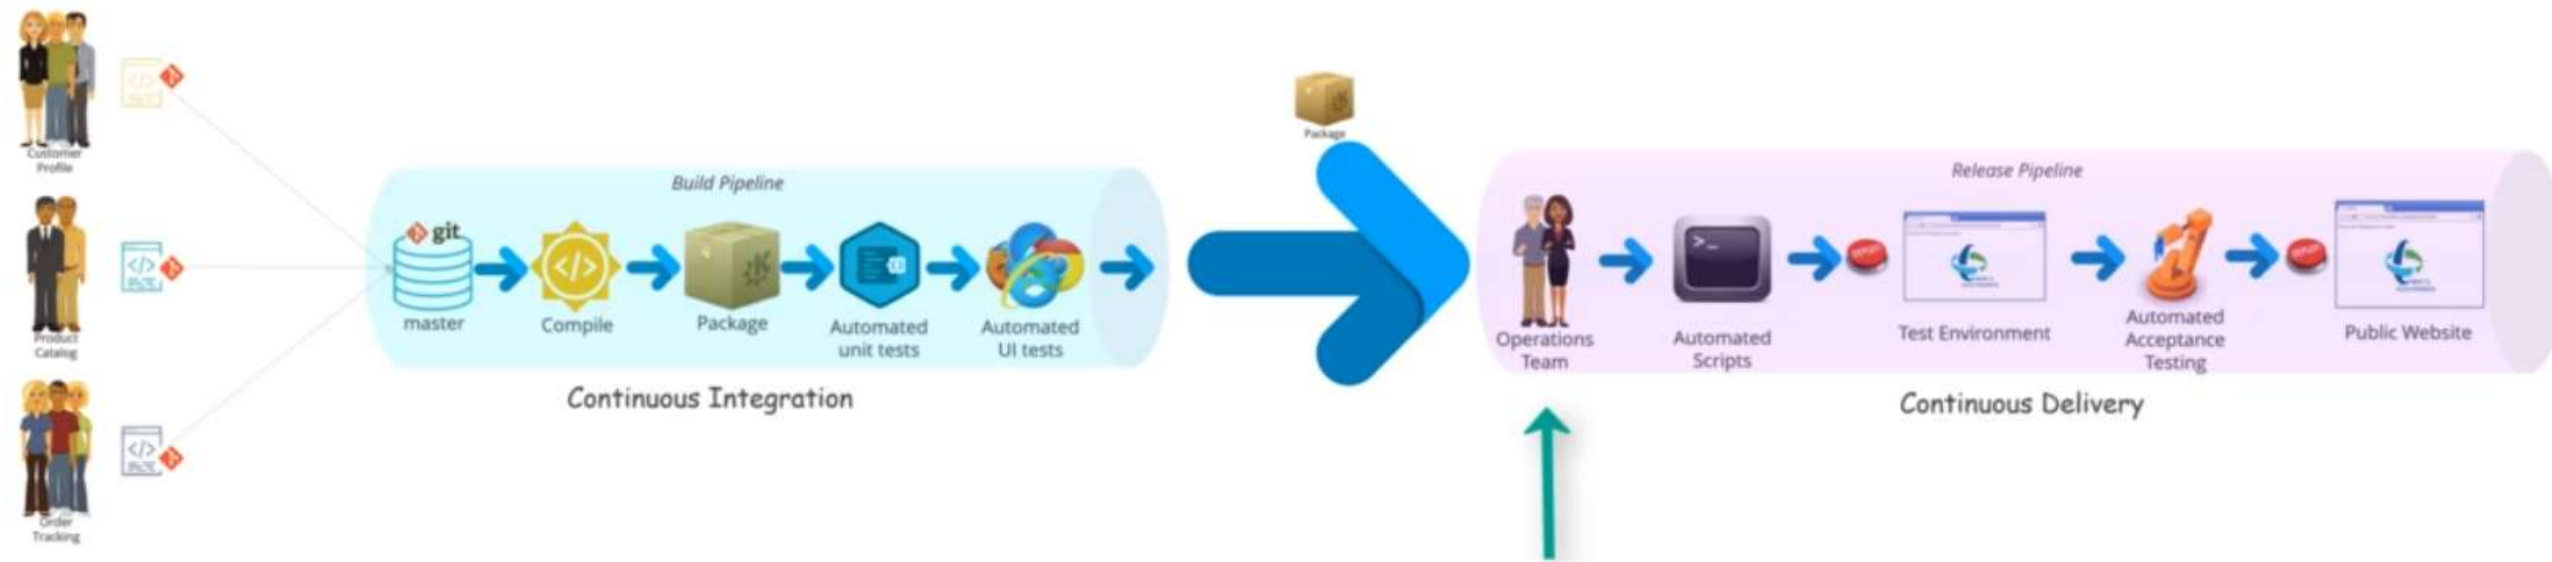 Customer
Profile
Product
Catalog
Order
Tracking
Build Pipeline
git
master
Compile
Package
Automated
unit tests
Automated
UI tests
Continuous Integration
Package
Release Pipeline
Operations
Team
>_
Automated
Scripts
Test Environment
Automated
Acceptance
Testing
Public Website
Continuous Delivery